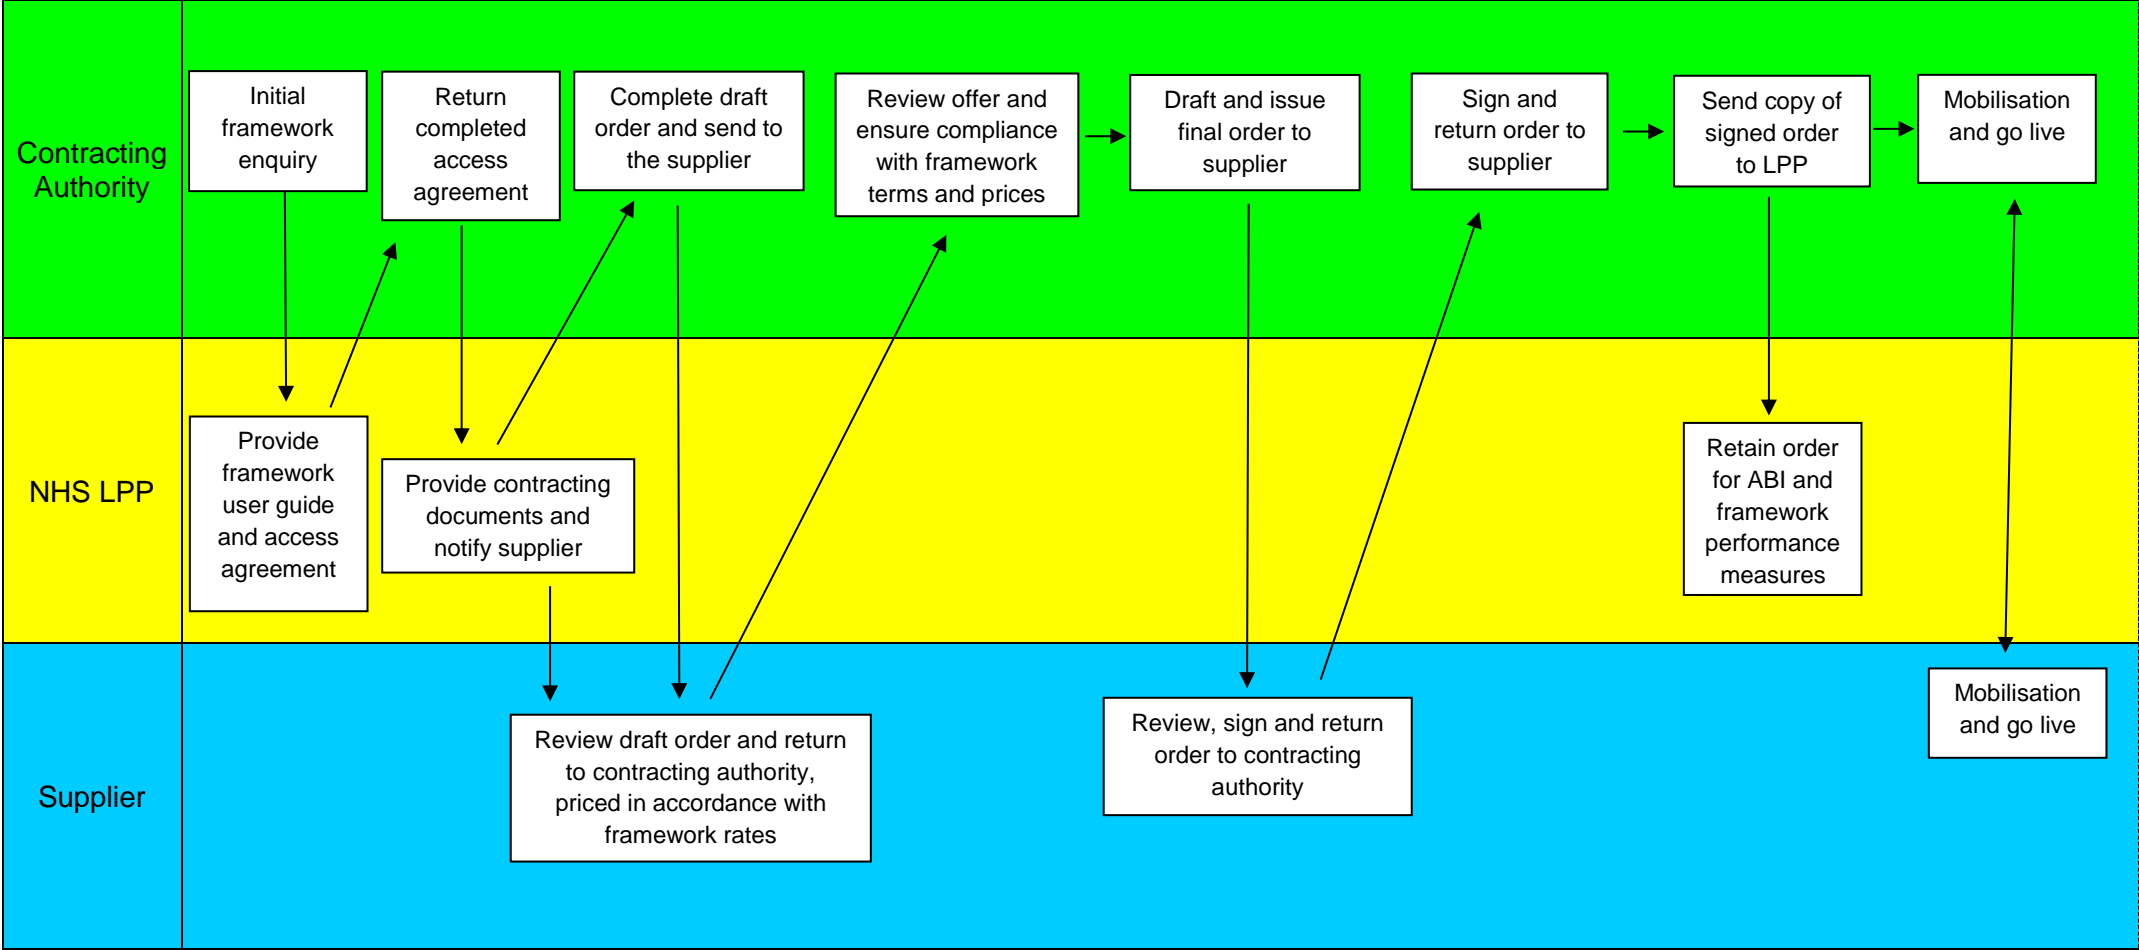 Contracting
Authority
Initial
framework
enquiry
Return
completed
access
agreement
Complete draft
order and send to
the supplier
Review offer and
ensure compliance
with framework
terms and prices
Draft and issue
final order to
supplier
Sign and
return order to
supplier
Send copy of
signed order
to LPP
Mobilisation
and go live
NHS LPP
Provide
framework
user guide
and access
agreement
Provide contracting
documents and
notify supplier
Retain order
for ABI and
framework
performance
measures
Supplier
Review draft order and return
to contracting authority,
priced in accordance with
framework rates
Review, sign and return
order to contracting
authority
Mobilisation
and go live